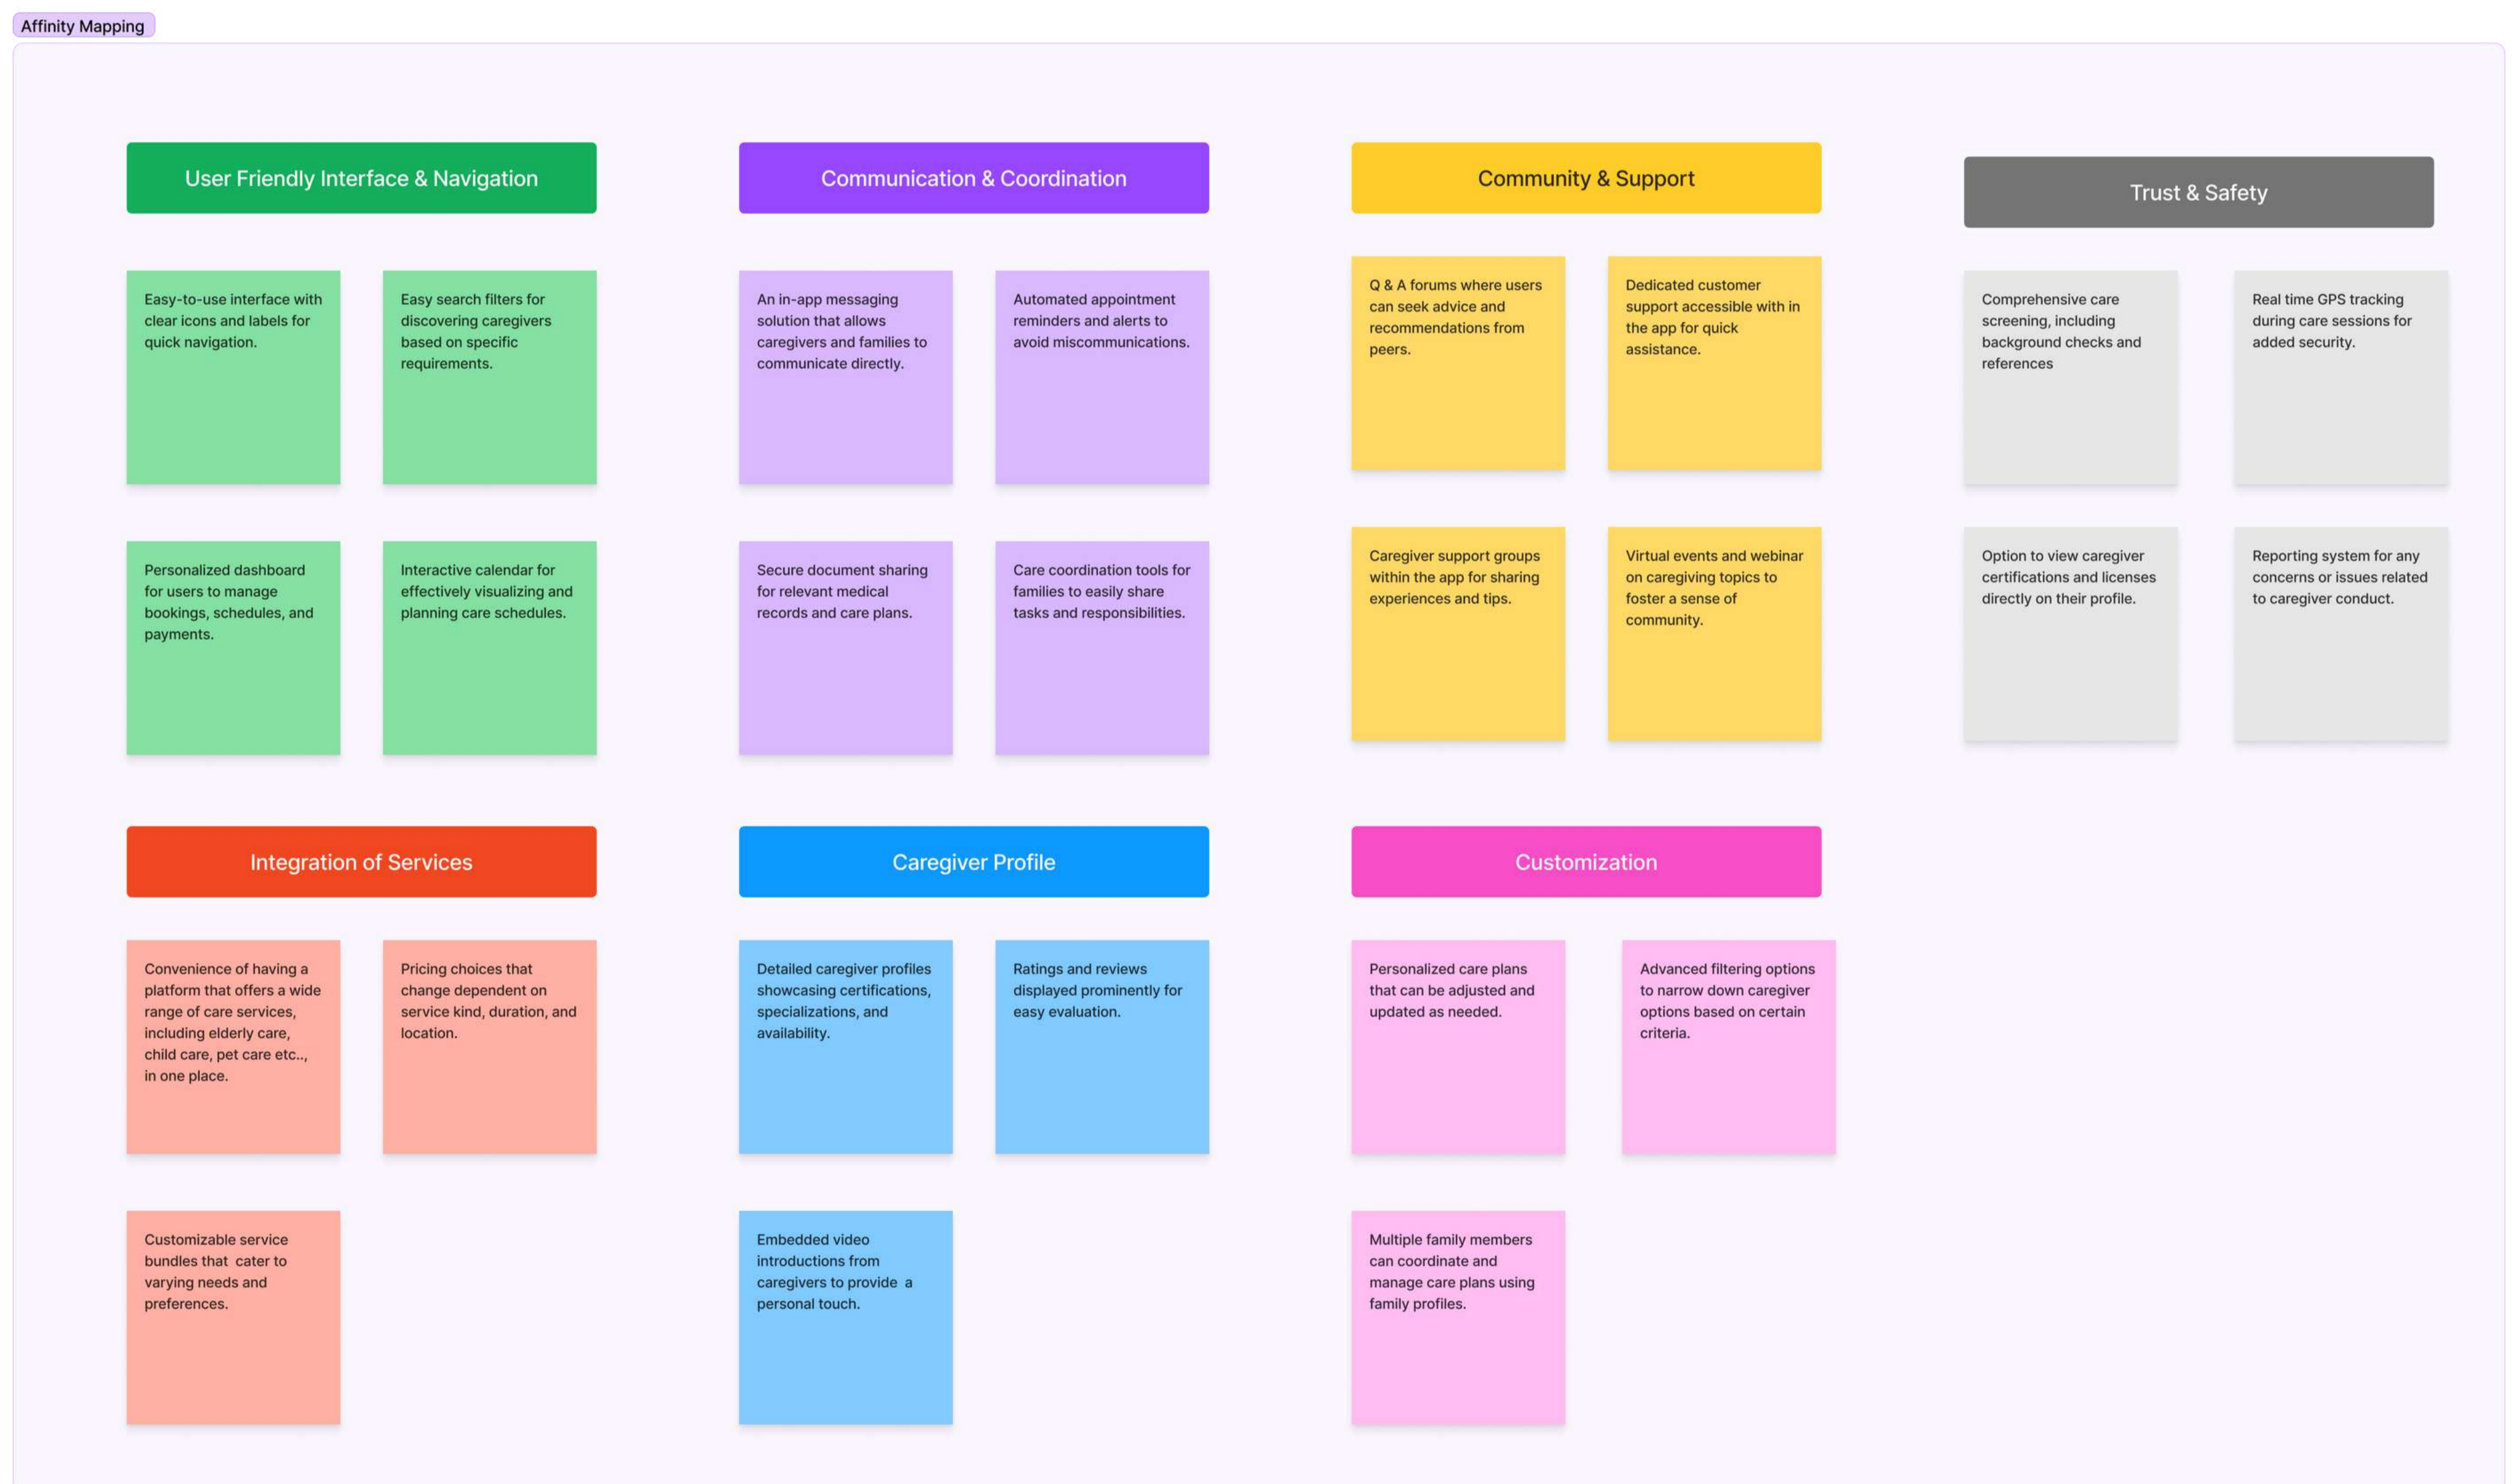 Affinity Mapping
User Friendly Interface & Navigation
Easy-to-use interface with
clear icons and labels for
quick navigation.
Easy search filters for
discovering caregivers
based on specific
requirements.
Personalized dashboard
for users to manage
bookings, schedules, and
payments.
Interactive calendar for
effectively visualizing and
planning care schedules.
Communication & Coordination
An in-app messaging
solution that allows
caregivers and families to
communicate directly.
Automated appointment
reminders and alerts to
avoid miscommunications.
Secure document sharing
for relevant medical
records and care plans.
Care coordination tools for
families to easily share
tasks and responsibilities.
Community & Support
Q & A forums where users
can seek advice and
recommendations from
peers.
Dedicated customer
support accessible with in
the app for quick
assistance.
Caregiver support groups
within the app for sharing
experiences and tips.
Virtual events and webinar
on caregiving topics to
foster a sense of
community.
Trust & Safety
Comprehensive care
screening, including
background checks and
references
Real time GPS tracking
during care sessions for
added security.
Option to view caregiver
certifications and licenses
directly on their profile.
Reporting system for any
concerns or issues related
to caregiver conduct.
Integration of Services
Convenience of having a
platform that offers a wide
range of care services,
including elderly care,
child care, pet care etc..,
in one place.
Pricing choices that
change dependent on
service kind, duration, and
location.
Customizable service
bundles that  cater to
varying needs and
preferences.
Caregiver Profile
Detailed caregiver profiles
showcasing certifications,
specializations, and
availability.
Ratings and reviews
displayed prominently for
easy evaluation.
Embedded video
introductions from
caregivers to provide  a
personal touch.
Customization
Personalized care plans
that can be adjusted and
updated as needed.
Advanced filtering options
to narrow down caregiver
options based on certain
criteria.
Multiple family members
can coordinate and
manage care plans using
family profiles.